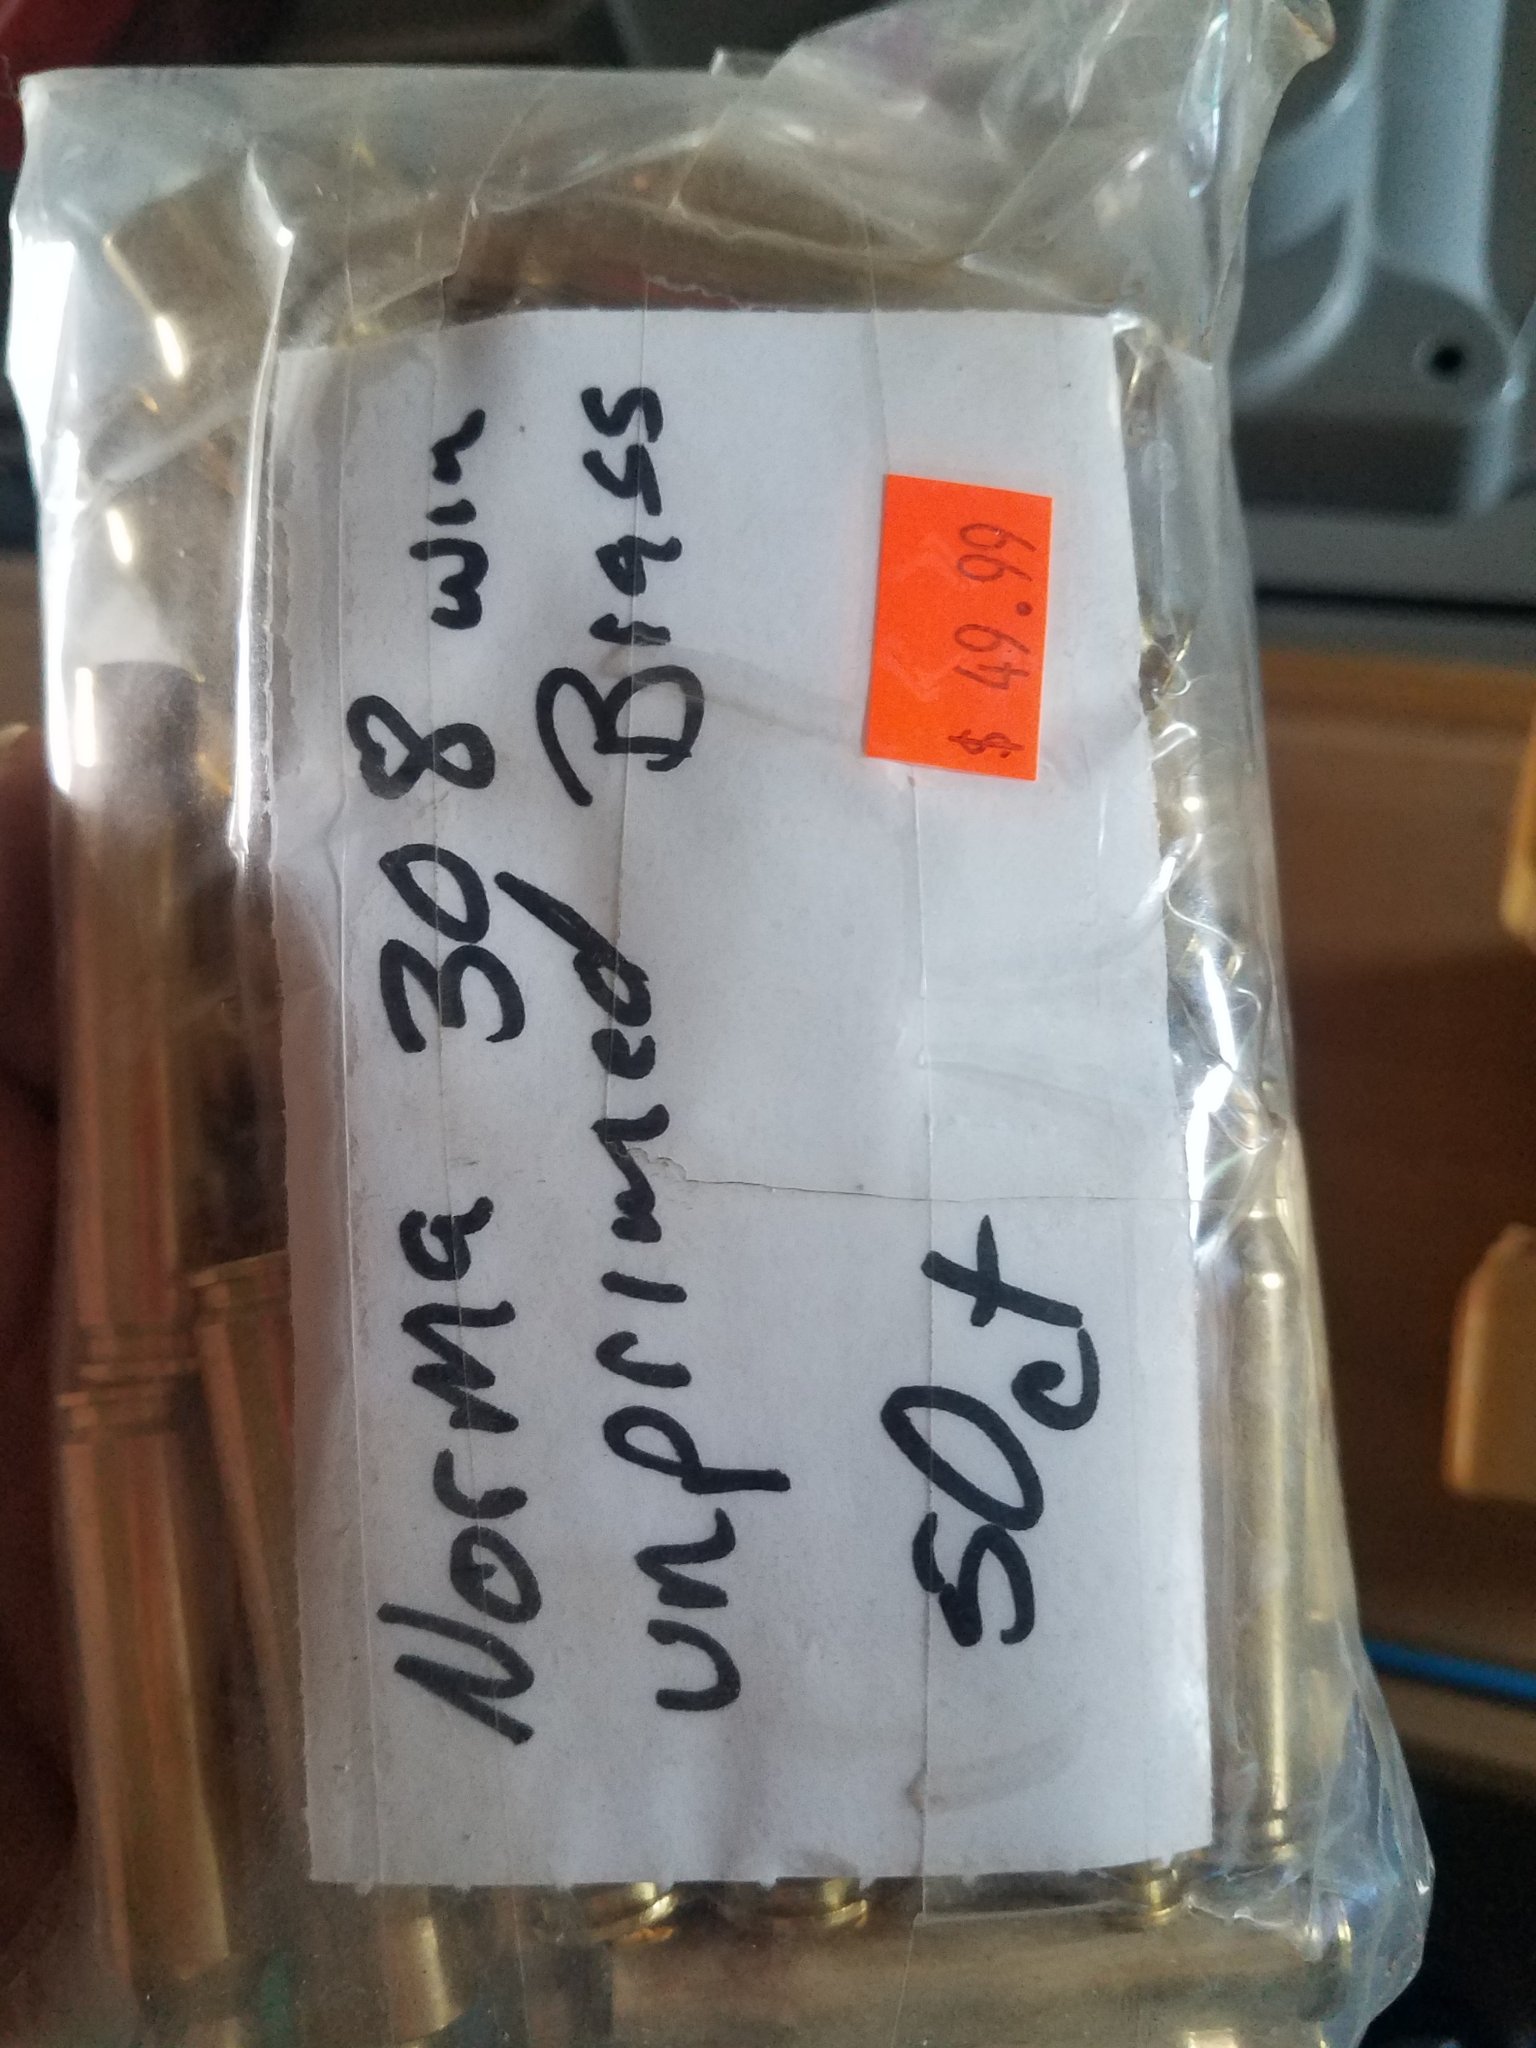 Norma 308 win
unprimed Brass
$ 49.99
50ct